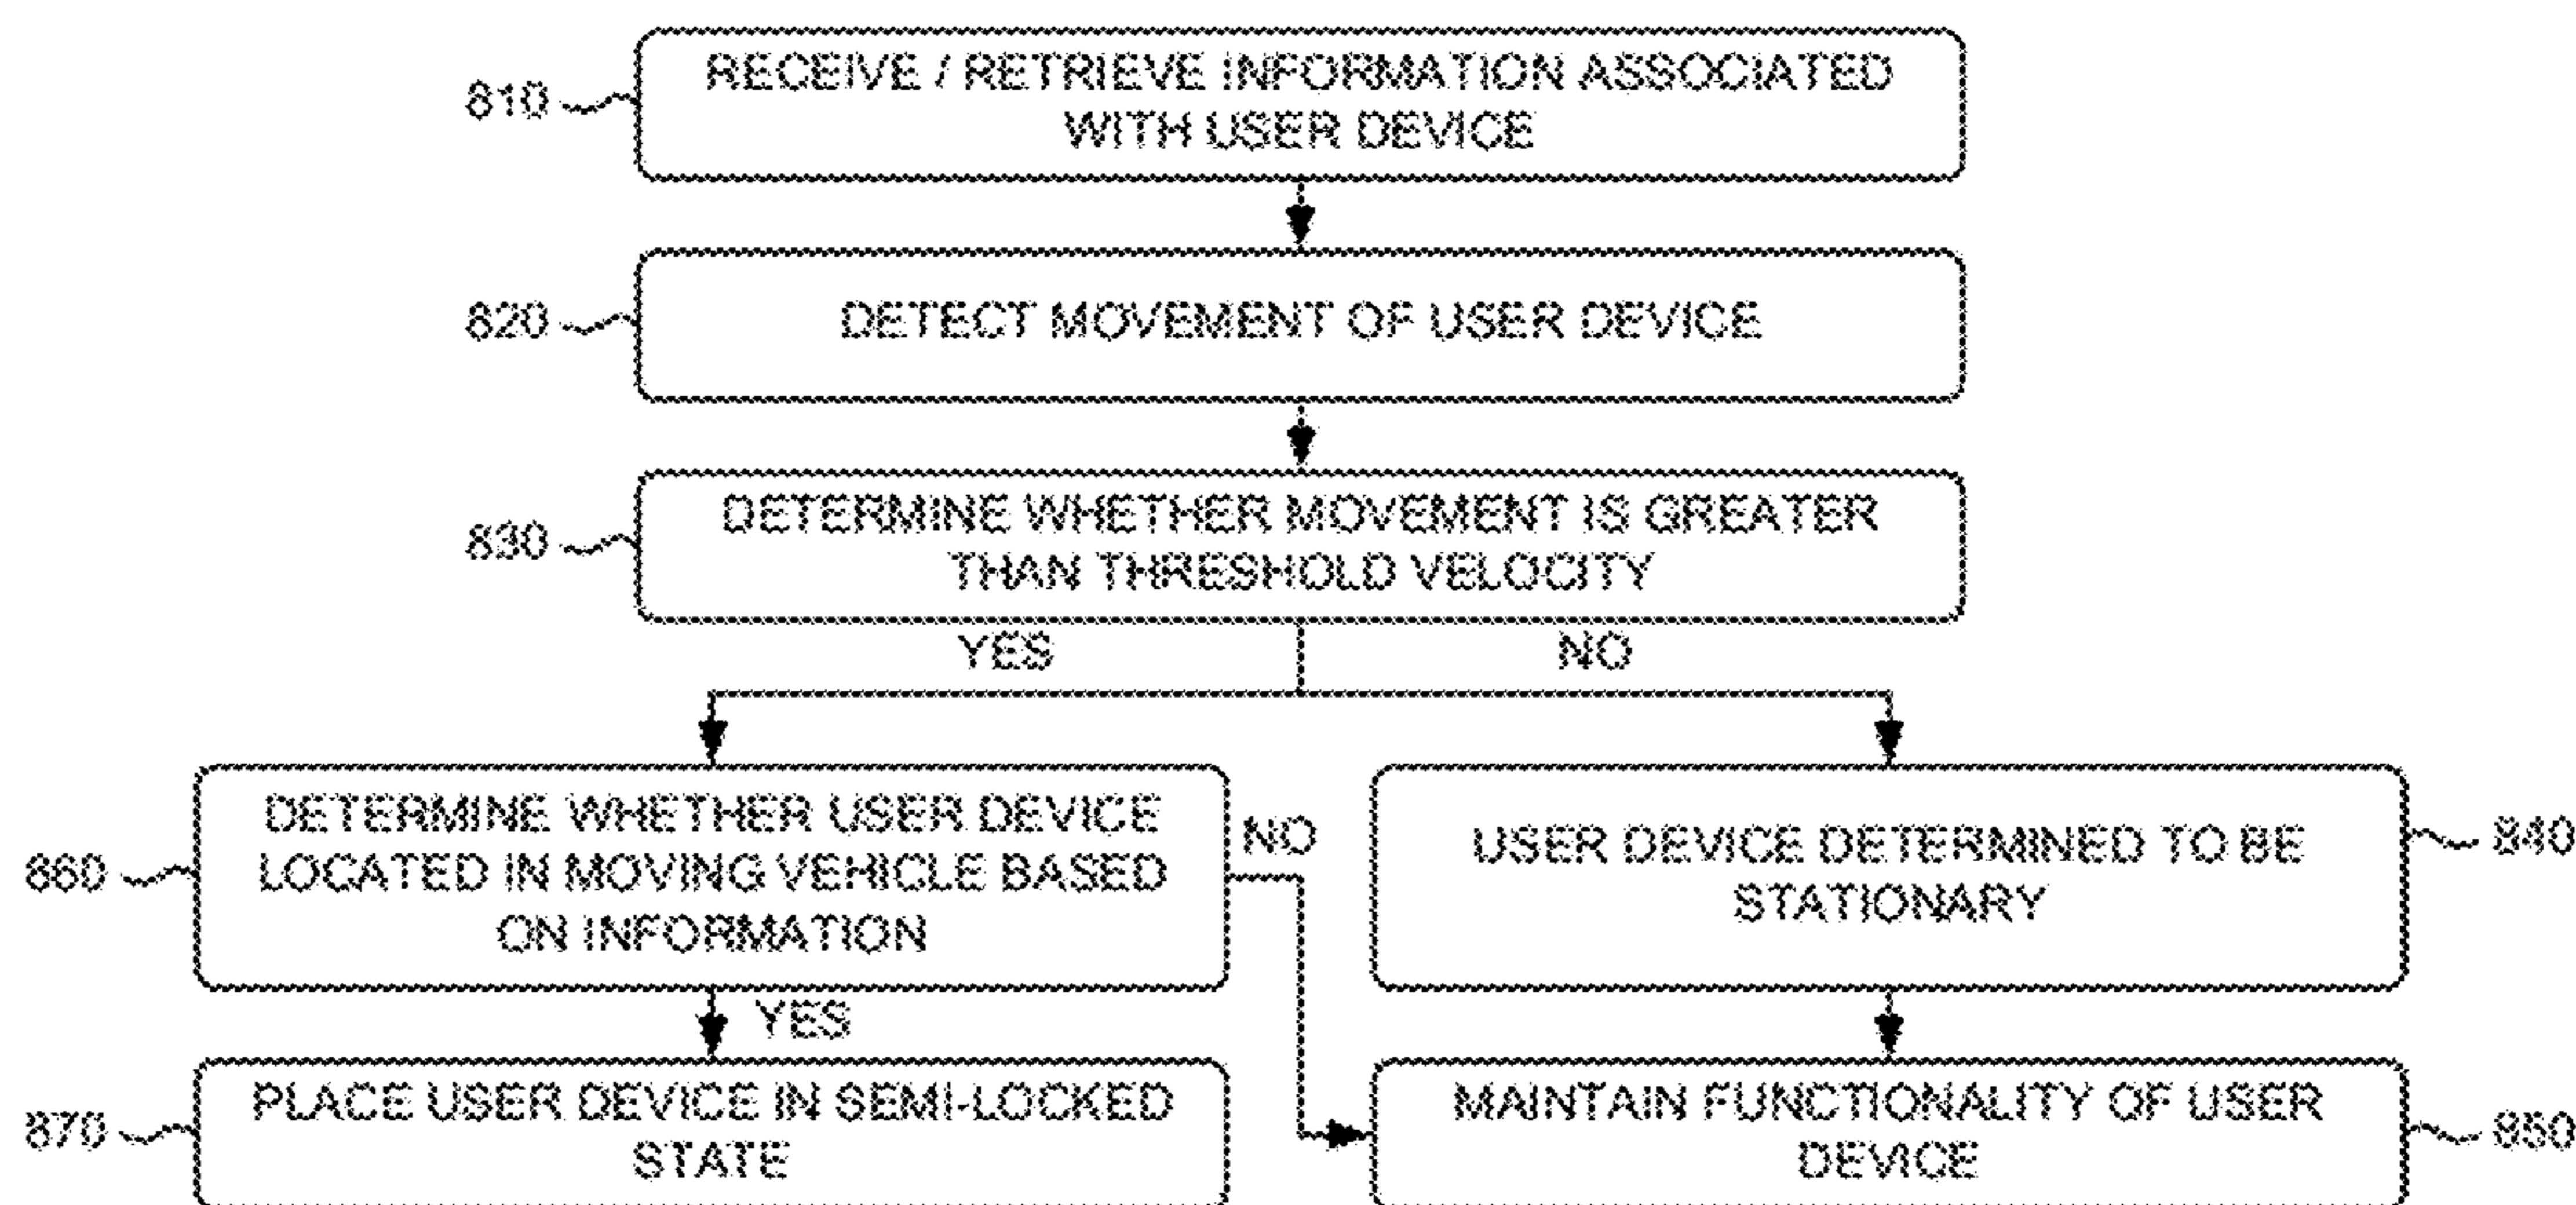 810
RECEIVE / RETRIEVE INFORMATION ASSOCIATED
WITH USER DEVICE
820
DETECT MOVEMENT OF USER DEVICE
830
DETERMINE WHETHER MOVEMENT IS GREATER
THAN THRESHOLD VELOCITY
YES
NO
860
DETERMINE WHETHER USER DEVICE
LOCATED IN MOVING VEHICLE BASED
ON INFORMATION
NO
USER DEVICE DETERMINED TO BE
STATIONARY
840
YES
870
PLACE USER DEVICE IN SEMI-LOCKED
STATE
MAINTAIN FUNCTIONALITY OF USER
DEVICE
850